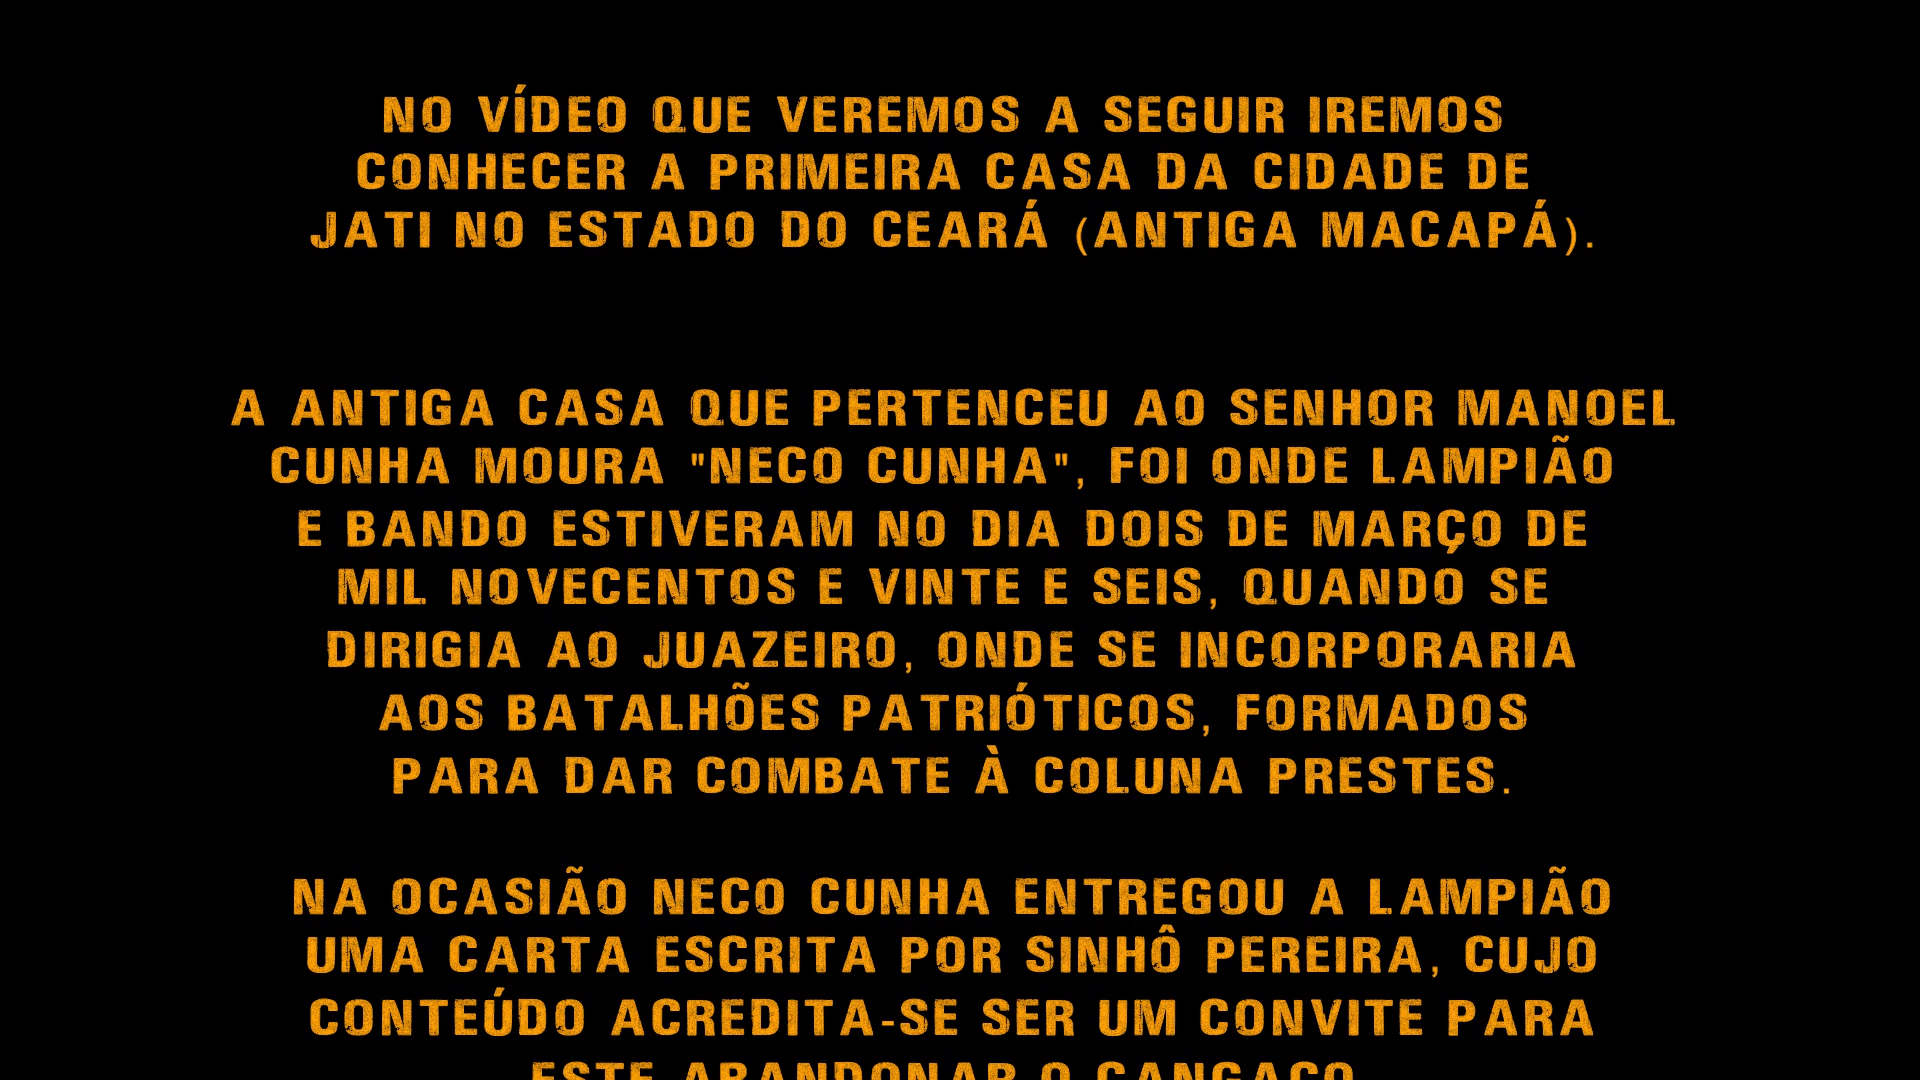 NO VÍDEO QUE VEREMOS A SEGUIR IREMOS
CONHECER A PRIMEIRA CASA DA CIDADE DE
JATI NO ESTADO DO CEARÁ (ANTIGA MACAPÁ).
A ANTIGA CASA QUE PERTENCEU AO SENHOR MANOEL
CUNHA MOURA "NECO CUNHA", FOI ONDE LAMPIÃO
E BANDO ESTIVERAM NO DIA DOIS DE MARÇO DE
MIL NOVECENTOS E VINTE E SEIS, QUANDO SE
DIRIGIA AO JUAZEIRO, ONDE SE INCORPORARIA
AOS BATALHÕES PATRIÓTICOS, FORMADOS
PARA DAR COMBATE À COLUNA PRESTES.
NA OCASIÃO NECO CUNHA ENTREGOU A LAMPIÃO
UMA CARTA ESCRITA POR SINHÔ PEREIRA, CUJO
CONTEÚDO ACREDITA-SE SER UM CONVITE PARA
ESTE ABANDONAR O CANGAÇO